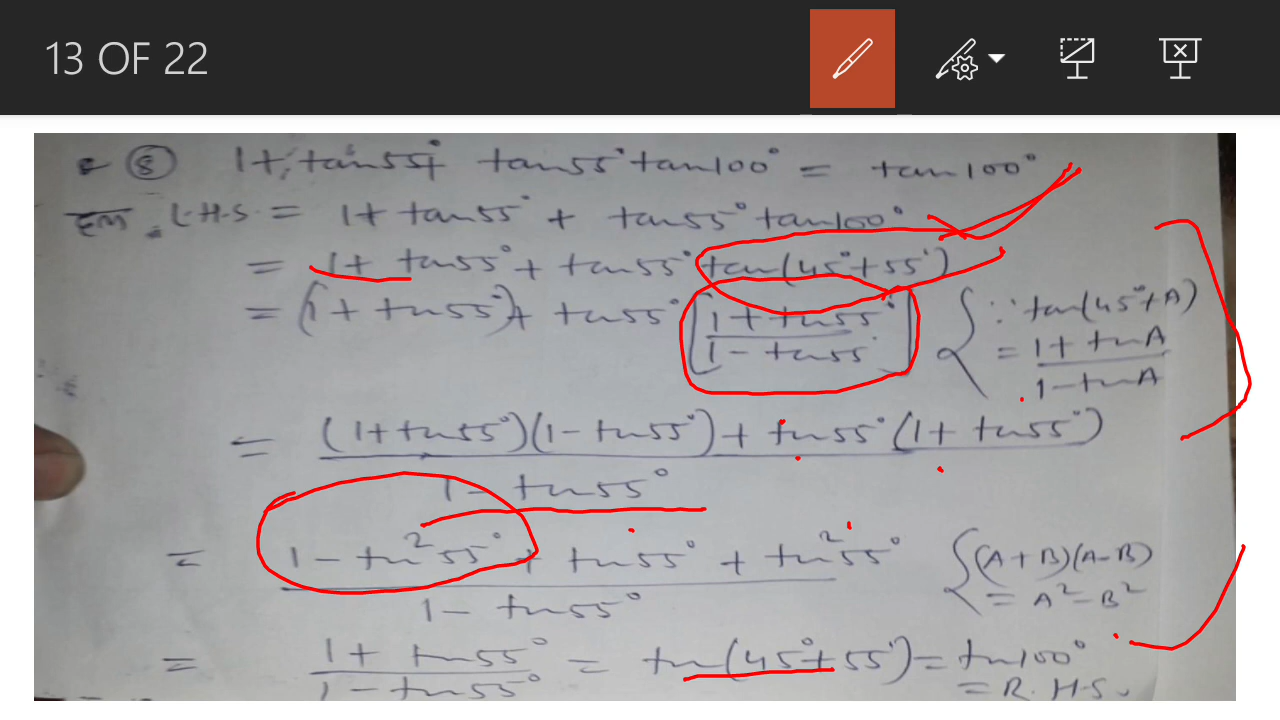 13 OF 22
⑧ 1 + tan55° + tan55° tan100° = tan100°
L.H.S. = 1 + tan55° + tan55° tan100°
= 1 + tan55° + tan55° tan(45°+55°)
= (1 + tan55°) + tan55° [ (1 + tan55°) / (1 - tan55°) ] { ∵ tan(45°+A) = (1 + tanA) / (1 - tanA)
= ((1+tan55°)(1-tan55°) + tan55°(1 + tan55°)) / (1 - tan55°)
= (1 - tan²55° + tan55° + tan²55°) / (1 - tan55°) { (A+B)(A-B) = A²-B²
= (1 + tan55°) / (1 - tan55°) = tan(45°+55°) = tan100°
= R.H.S.